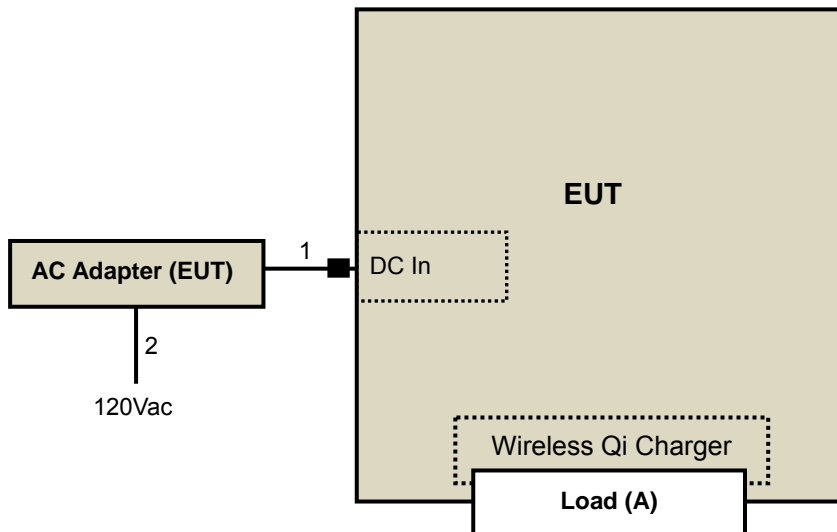 EUT
1
AC Adapter (EUT)
DC In
2
120Vac
Wireless Qi Charger
Load (A)